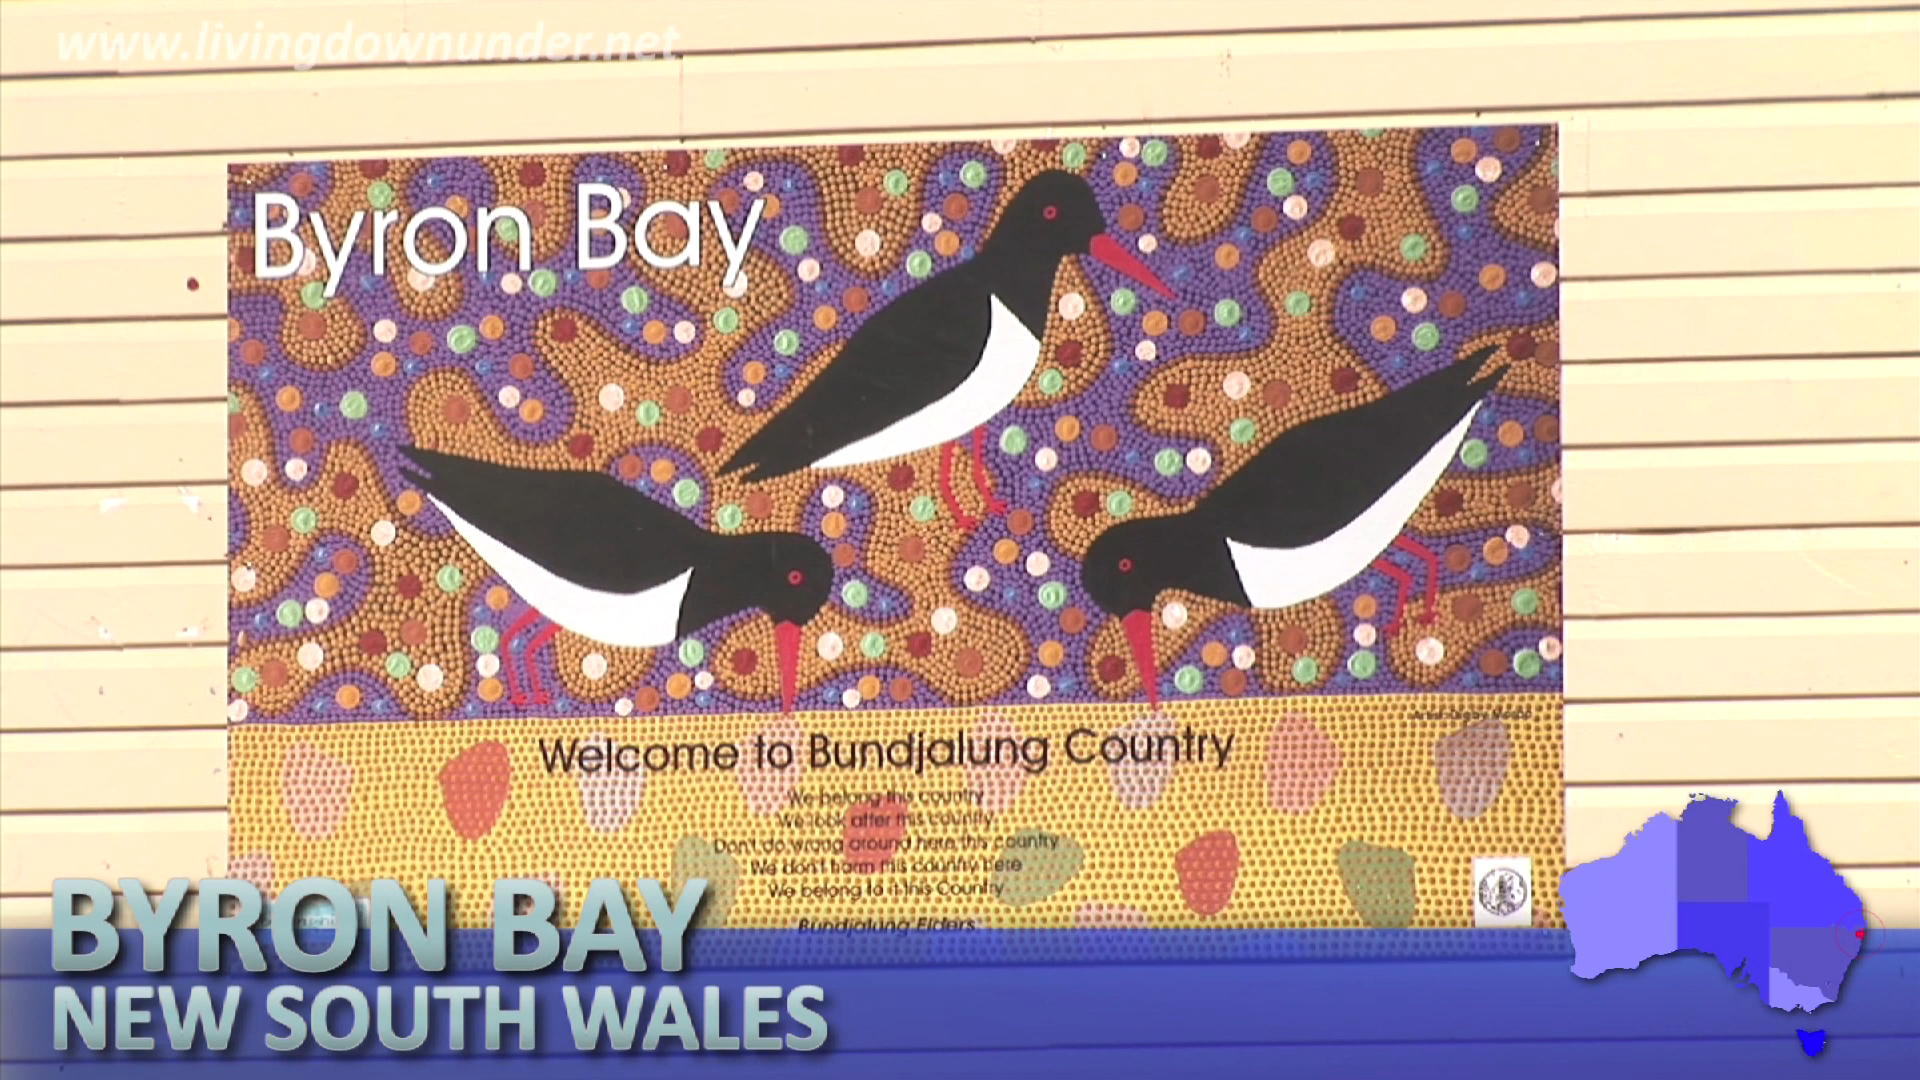 www.livingdownunder.net
Byron Bay
Welcome to Bundjalung Country
We belong this country
We look after this country
Don't do wrong around here this country
We don't harm this country here
We belong to it this Country
Bundjalung Elders
BYRON BAY
NEW SOUTH WALES